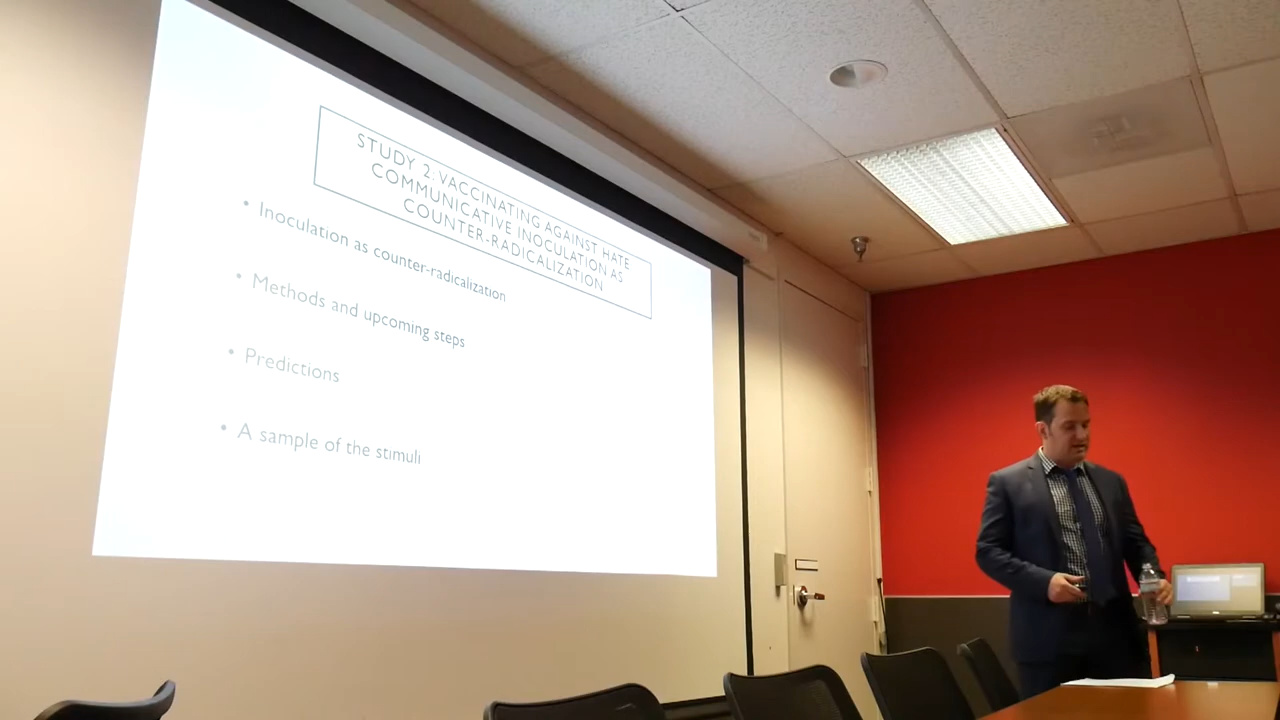 STUDY 2: VACCINATING AGAINST HATE
COMMUNICATIVE INOCULATION AS
COUNTER-RADICALIZATION
• Inoculation as counter-radicalization
• Methods and upcoming steps
• Predictions
• A sample of the stimuli